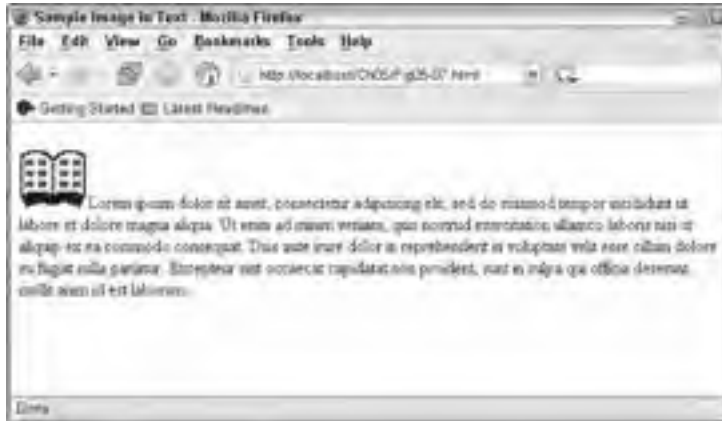 Sample Image in Text - Mozilla Firefox
File Edit View Go Bookmarks Tools Help
Getting Started Latest Headlines
Lorem ipsum dolor sit amet, consectetur adipisicing elit, sed do eiusmod tempor incididunt ut
labore et dolore magna aliqua. Ut enim ad minim veniam, quis nostrud exercitation ullamco laboris nisi ut
aliquip ex ea commodo consequat. Duis aute irure dolor in reprehenderit in voluptate velit esse cillum dolore
eu fugiat nulla pariatur. Excepteur sint occaecat cupidatat non proident, sunt in culpa qui officia deserunt
mollit anim id est laborum.
Done